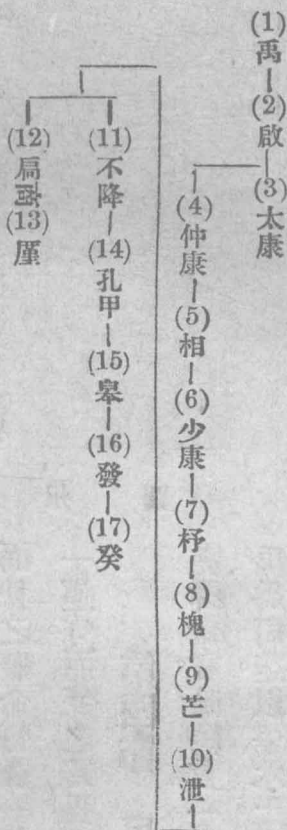 (1)禹—(2)啟—(3)太康
(4)仲康—(5)相—(6)少康—(7)杼—(8)槐—(9)芒—(10)泄
(11)不降—(14)孔甲—(15)皋—(16)發—(17)癸
(12)扃—(13)厪